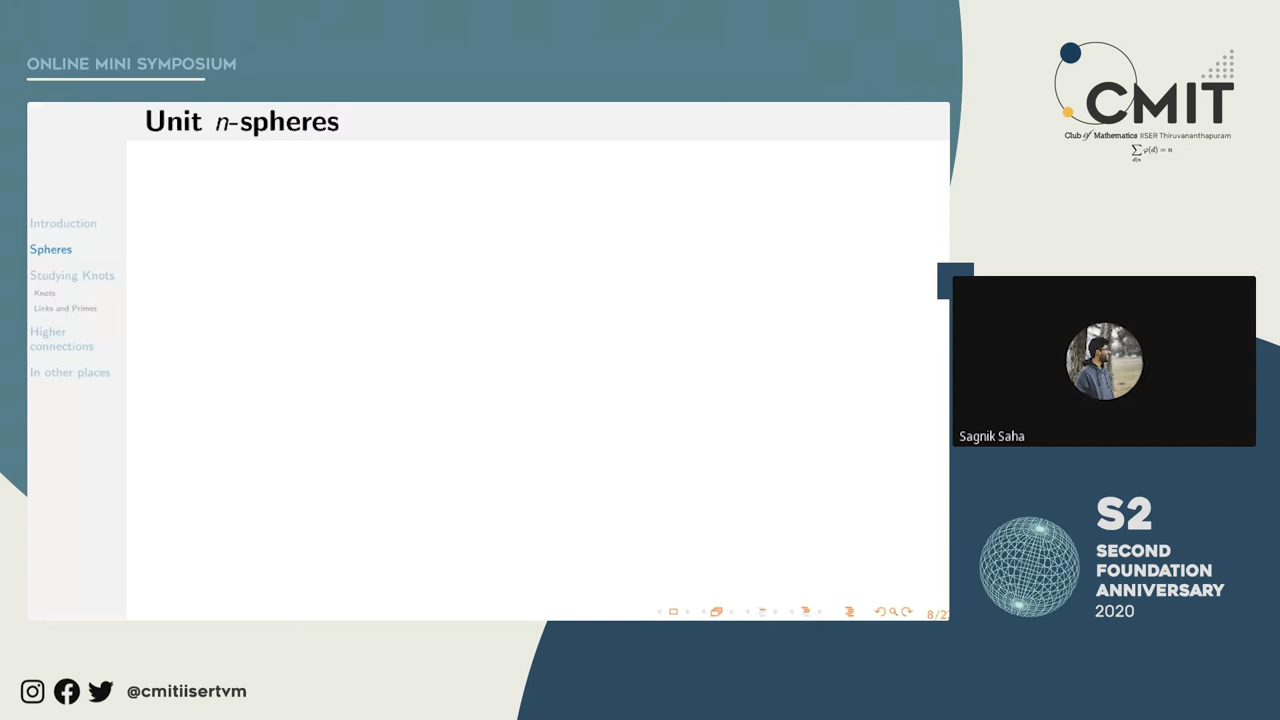 ONLINE MINI SYMPOSIUM
Unit n-spheres
Introduction
Spheres
Studying Knots
Knots
Links and Primes
Higher
connections
In other places
CMIT
Club of Mathematics IISER Thiruvananthapuram
∑ φ(d) = n
d|n
Sagnik Saha
S2
SECOND
FOUNDATION
ANNIVERSARY
2020
@cmitiisertvm